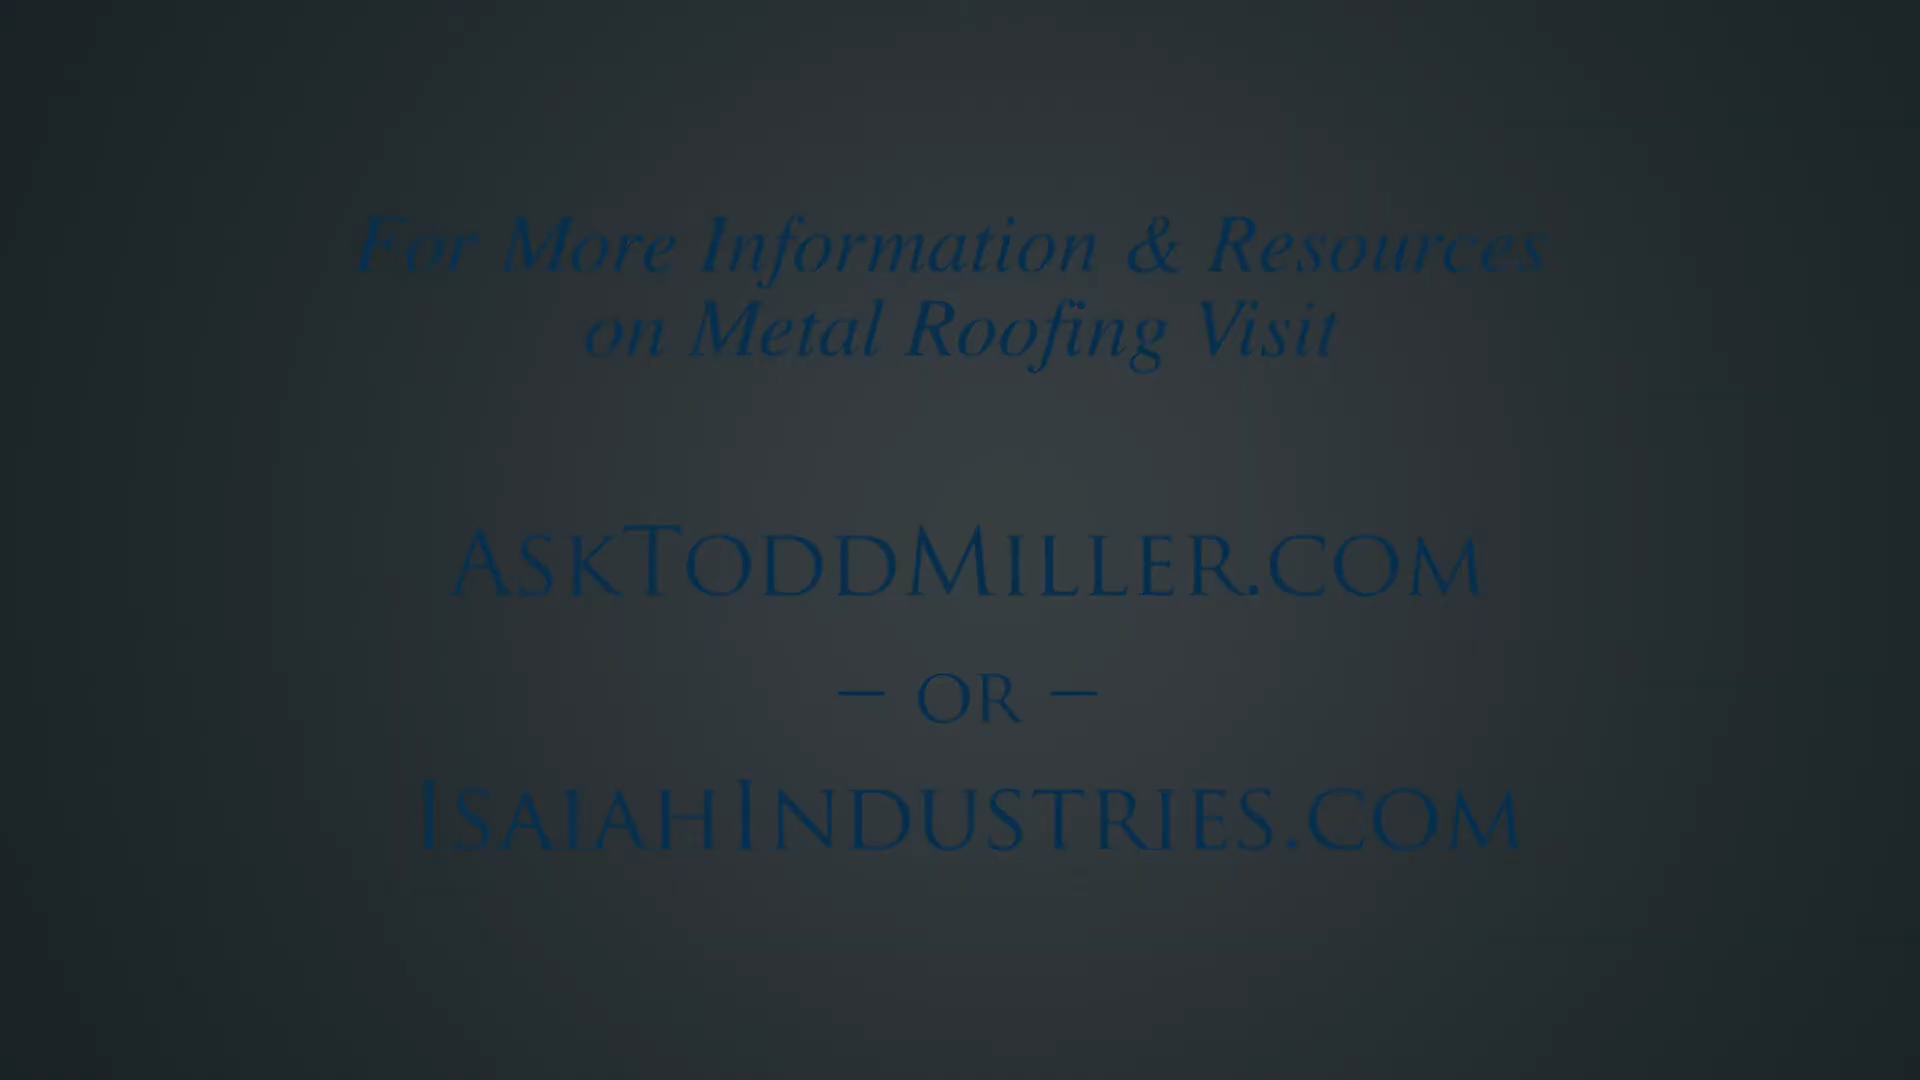 For More Information & Resources
on Metal Roofing Visit
AskToddMiller.com
– or –
IsaiahIndustries.com